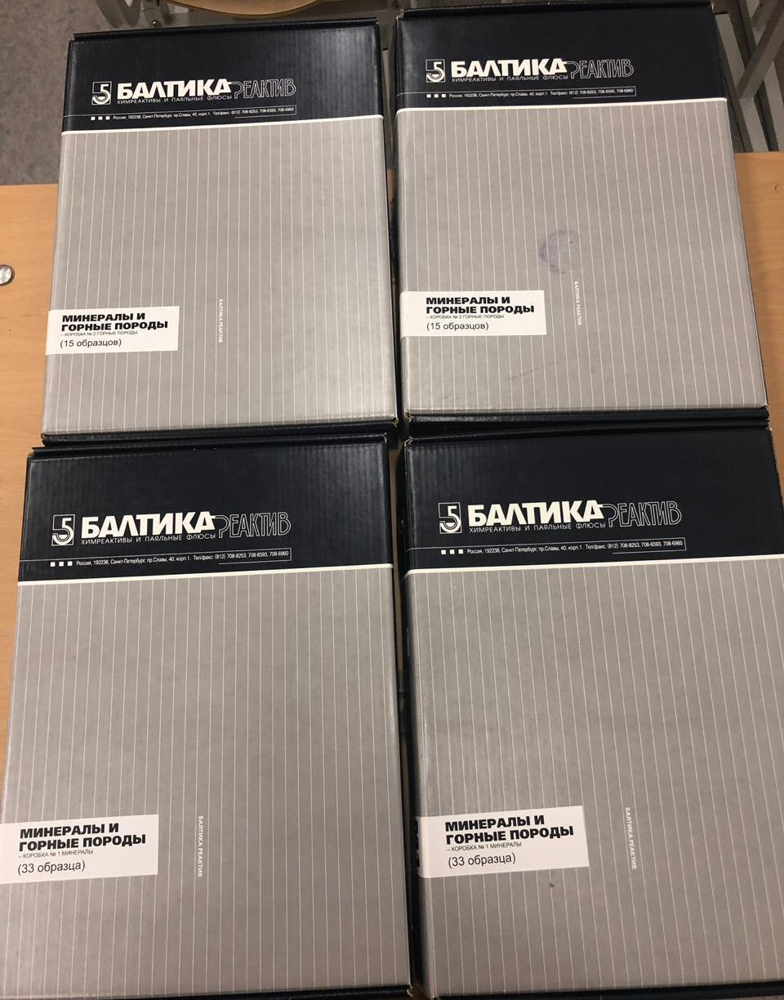 БАЛТИКА РЕАКТИВ
ХИМРЕАКТИВЫ И ПАЯЛЬНЫЕ ФЛЮСЫ
Россия, 192238, Санкт-Петербург, пр.Славы, 40, корп.1. Тел/факс: (812) 708-8253, 708-6593, 708-6960
БАЛТИКА РЕАКТИВ
МИНЕРАЛЫ И
ГОРНЫЕ ПОРОДЫ
– КОРОБКА № 2 ГОРНЫЕ ПОРОДЫ
(15 образцов)
БАЛТИКА РЕАКТИВ
ХИМРЕАКТИВЫ И ПАЯЛЬНЫЕ ФЛЮСЫ
Россия, 192238, Санкт-Петербург, пр.Славы, 40, корп.1. Тел/факс: (812) 708-8253, 708-6593, 708-6960
БАЛТИКА РЕАКТИВ
МИНЕРАЛЫ И
ГОРНЫЕ ПОРОДЫ
– КОРОБКА № 2 ГОРНЫЕ ПОРОДЫ
(15 образцов)
БАЛТИКА РЕАКТИВ
ХИМРЕАКТИВЫ И ПАЯЛЬНЫЕ ФЛЮСЫ
Россия, 192238, Санкт-Петербург, пр.Славы, 40, корп.1. Тел/факс: (812) 708-8253, 708-6593, 708-6960
БАЛТИКА РЕАКТИВ
МИНЕРАЛЫ И
ГОРНЫЕ ПОРОДЫ
– КОРОБКА № 1 МИНЕРАЛЫ
(33 образца)
БАЛТИКА РЕАКТИВ
ХИМРЕАКТИВЫ И ПАЯЛЬНЫЕ ФЛЮСЫ
Россия, 192238, Санкт-Петербург, пр.Славы, 40, корп.1. Тел/факс: (812) 708-8253, 708-6593, 708-6960
БАЛТИКА РЕАКТИВ
МИНЕРАЛЫ И
ГОРНЫЕ ПОРОДЫ
– КОРОБКА № 1 МИНЕРАЛЫ
(33 образца)